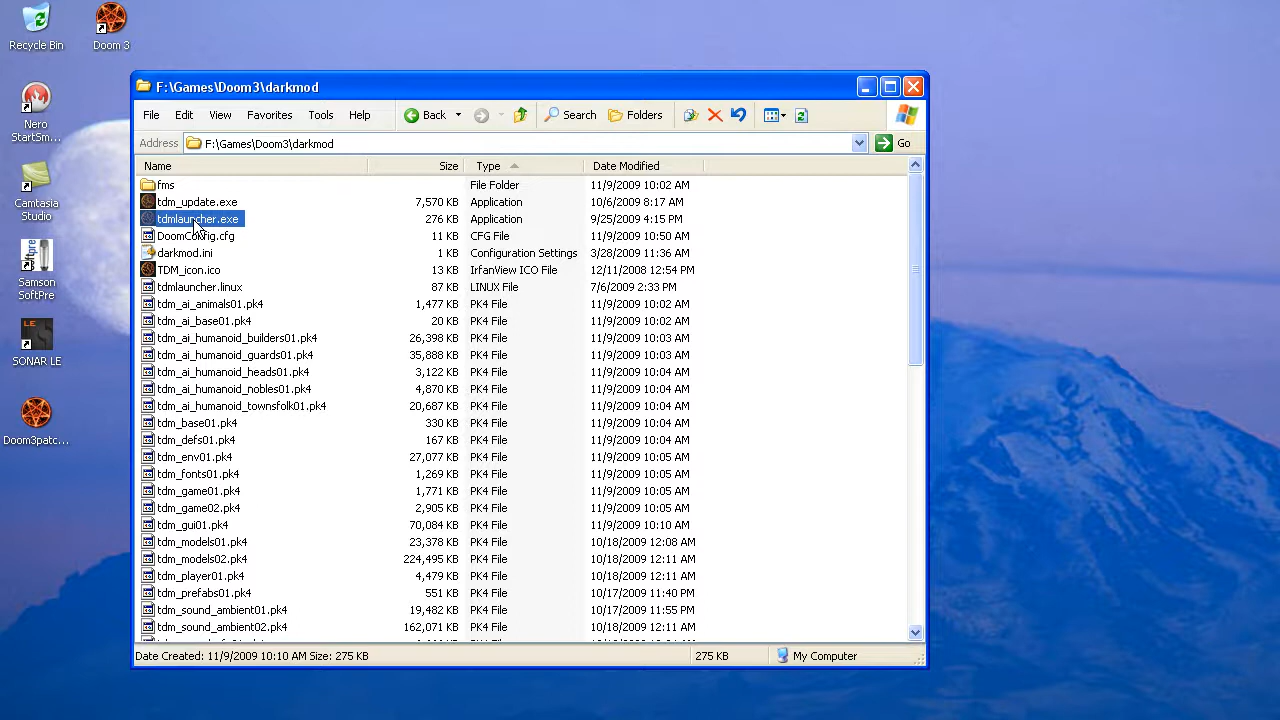 Recycle Bin
Doom 3
Nero
StartSm...
Camtasia
Studio
Samson
SoftPre
SONAR LE
Doom3patc...
F:\Games\Doom3\darkmod
File Edit View Favorites Tools Help Back Search Folders
Address F:\Games\Doom3\darkmod Go
Name Size Type Date Modified
fms File Folder 11/9/2009 10:02 AM
tdm_update.exe 7,570 KB Application 10/6/2009 8:17 AM
tdmlauncher.exe 276 KB Application 9/25/2009 4:15 PM
DoomConfig.cfg 11 KB CFG File 11/9/2009 10:50 AM
darkmod.ini 1 KB Configuration Settings 3/28/2009 11:36 AM
TDM_icon.ico 13 KB IrfanView ICO File 12/11/2008 2:54 PM
tdmlauncher.linux 87 KB LINUX File 7/6/2009 2:33 PM
tdm_ai_animals01.pk4 1,477 KB PK4 File 11/9/2009 10:02 AM
tdm_ai_base01.pk4 20 KB PK4 File 11/9/2009 10:02 AM
tdm_ai_humanoid_builders01.pk4 26,398 KB PK4 File 11/9/2009 10:03 AM
tdm_ai_humanoid_guards01.pk4 35,888 KB PK4 File 11/9/2009 10:03 AM
tdm_ai_humanoid_heads01.pk4 3,122 KB PK4 File 11/9/2009 10:04 AM
tdm_ai_humanoid_nobles01.pk4 4,870 KB PK4 File 11/9/2009 10:04 AM
tdm_ai_humanoid_townsfolk01.pk4 20,687 KB PK4 File 11/9/2009 10:04 AM
tdm_base01.pk4 330 KB PK4 File 11/9/2009 10:04 AM
tdm_defs01.pk4 167 KB PK4 File 11/9/2009 10:04 AM
tdm_env01.pk4 27,077 KB PK4 File 11/9/2009 10:05 AM
tdm_fonts01.pk4 1,269 KB PK4 File 11/9/2009 10:05 AM
tdm_game01.pk4 1,771 KB PK4 File 11/9/2009 10:05 AM
tdm_game02.pk4 2,905 KB PK4 File 11/9/2009 10:05 AM
tdm_gui01.pk4 70,084 KB PK4 File 11/9/2009 10:10 AM
tdm_models01.pk4 23,378 KB PK4 File 10/18/2009 12:08 AM
tdm_models02.pk4 224,495 KB PK4 File 10/18/2009 12:11 AM
tdm_player01.pk4 4,479 KB PK4 File 10/18/2009 12:11 AM
tdm_prefabs01.pk4 551 KB PK4 File 10/17/2009 11:40 PM
tdm_sound_ambient01.pk4 19,482 KB PK4 File 10/17/2009 11:55 PM
tdm_sound_ambient02.pk4 162,071 KB PK4 File 10/18/2009 12:11 AM
Date Created: 11/9/2009 10:10 AM Size: 275 KB 275 KB My Computer